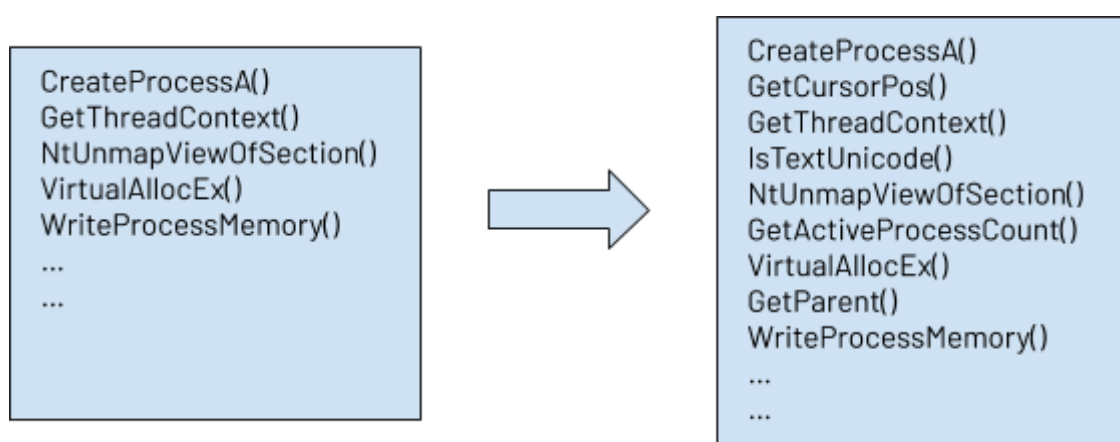 CreateProcessA()
GetThreadContext()
NtUnmapViewOfSection()
VirtualAllocEx()
WriteProcessMemory()
...
...
CreateProcessA()
GetCursorPos()
GetThreadContext()
IsTextUnicode()
NtUnmapViewOfSection()
GetActiveProcessCount()
VirtualAllocEx()
GetParent()
WriteProcessMemory()
...
...